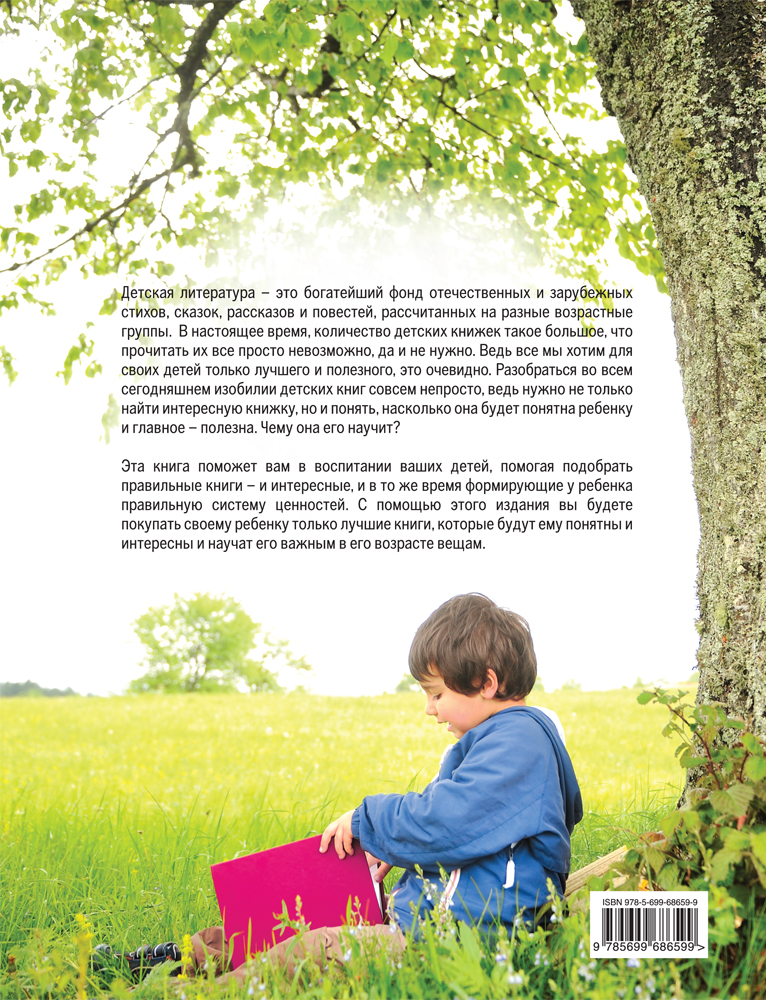 Детская литература – это богатейший фонд отечественных и зарубежных
стихов, сказок, рассказов и повестей, рассчитанных на разные возрастные
группы. В настоящее время, количество детских книжек такое большое, что
прочитать их все просто невозможно, да и не нужно. Ведь все мы хотим для
своих детей только лучшего и полезного, это очевидно. Разобраться во всем
сегодняшнем изобилии детских книг совсем непросто, ведь нужно не только
найти интересную книжку, но и понять, насколько она будет понятна ребенку
и главное – полезна. Чему она его научит?
Эта книга поможет вам в воспитании ваших детей, помогая подобрать
правильные книги – и интересные, и в то же время формирующие у ребенка
правильную систему ценностей. С помощью этого издания вы будете
покупать своему ребенку только лучшие книги, которые будут ему понятны и
интересны и научат его важным в его возрасте вещам.
ISBN 978-5-699-68659-9
9 785699 686599 >